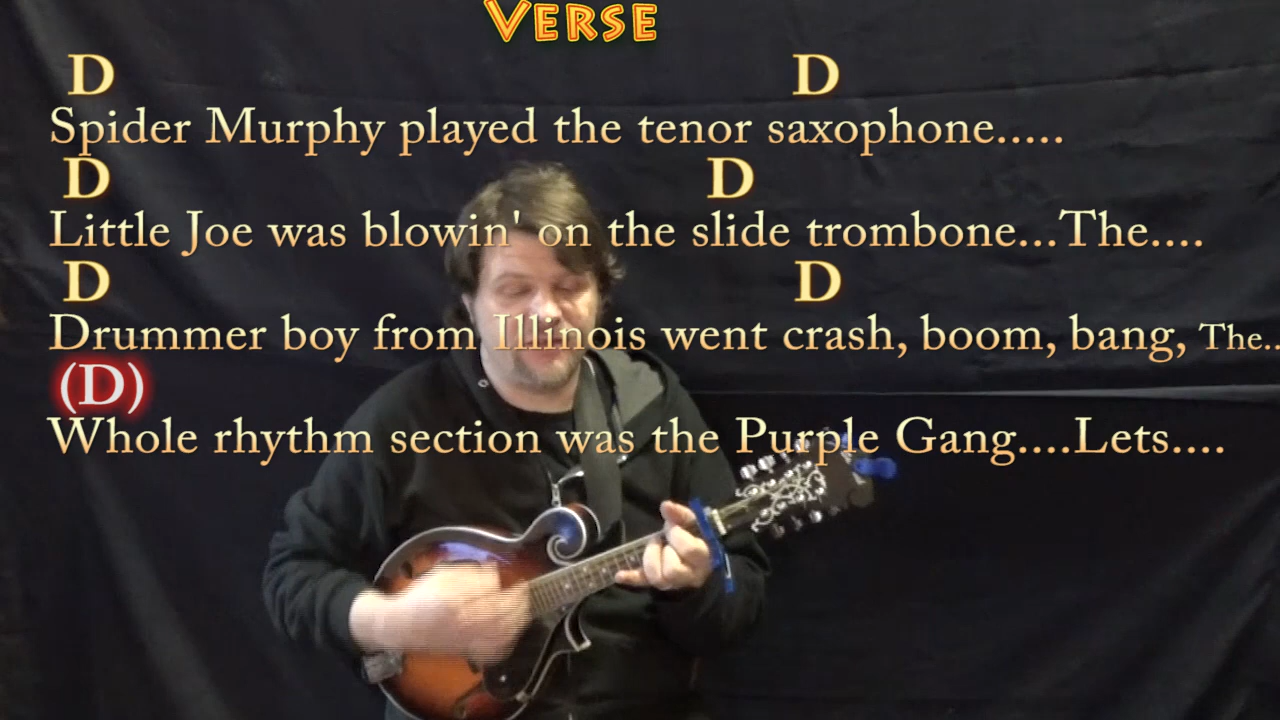 VERSE
D D
Spider Murphy played the tenor saxophone.....
D D
Little Joe was blowin' on the slide trombone...The....
D D
Drummer boy from Illinois went crash, boom, bang, The..
(D)
Whole rhythm section was the Purple Gang....Lets....